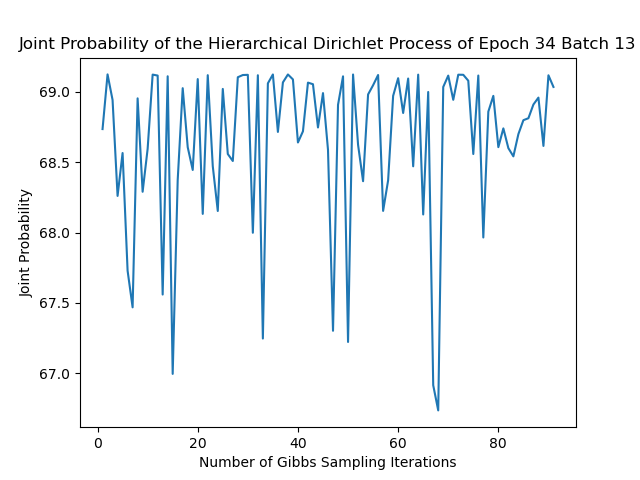 Joint Probability of the Hierarchical Dirichlet Process of Epoch 34 Batch 13
69.0
68.5
68.0
67.5
67.0
Joint Probability
0 20 40 60 80
Number of Gibbs Sampling Iterations